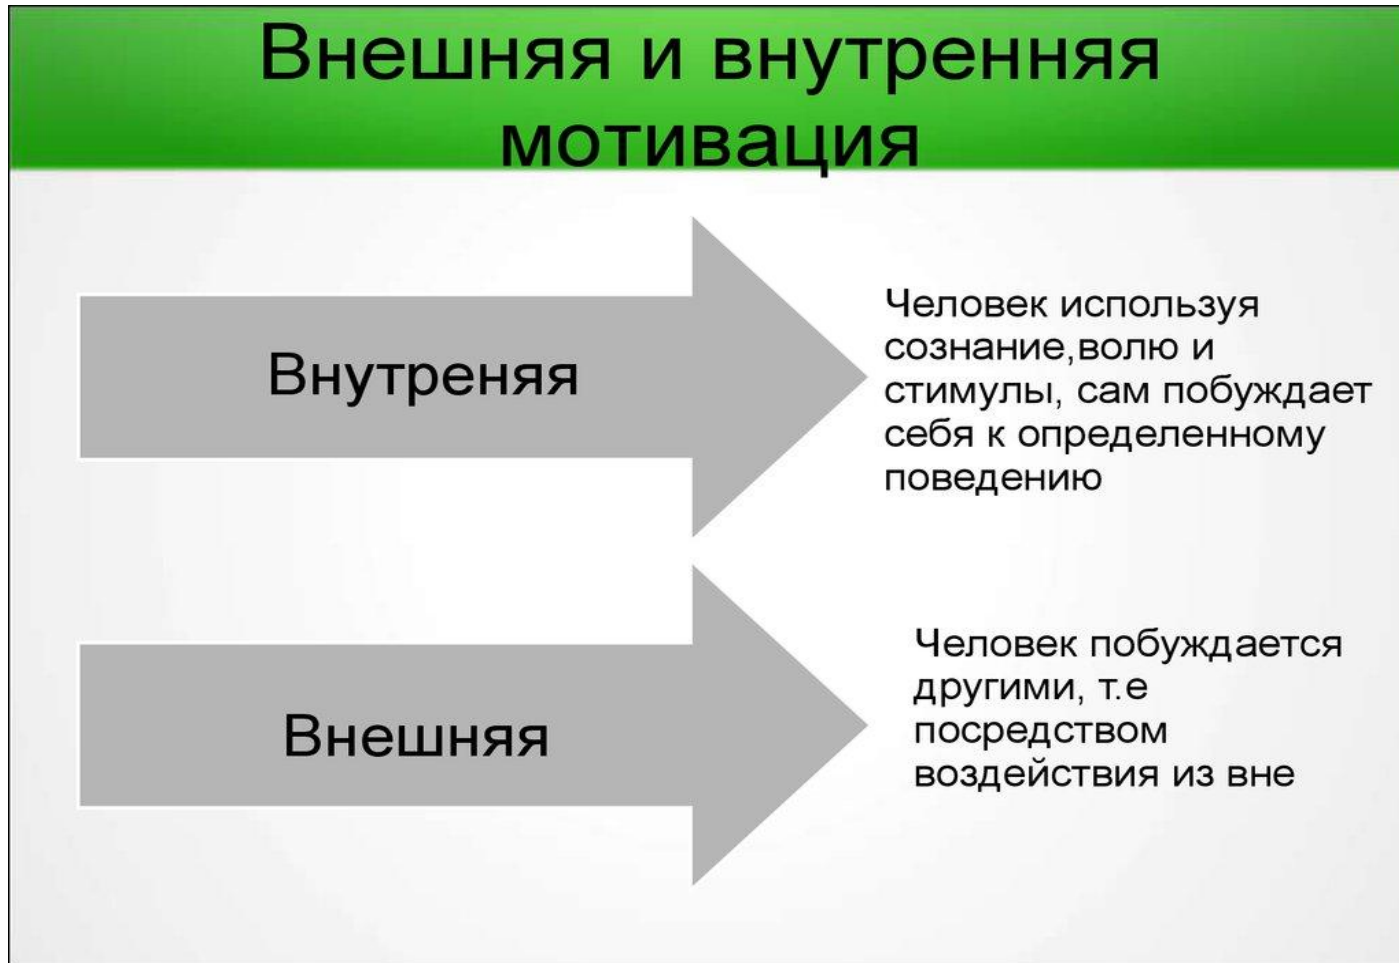 Внешняя и внутренняя
мотивация
Внутреняя
Человек используя
сознание,волю и
стимулы, сам побуждает
себя к определенному
поведению
Внешняя
Человек побуждается
другими, т.е
посредством
воздействия из вне